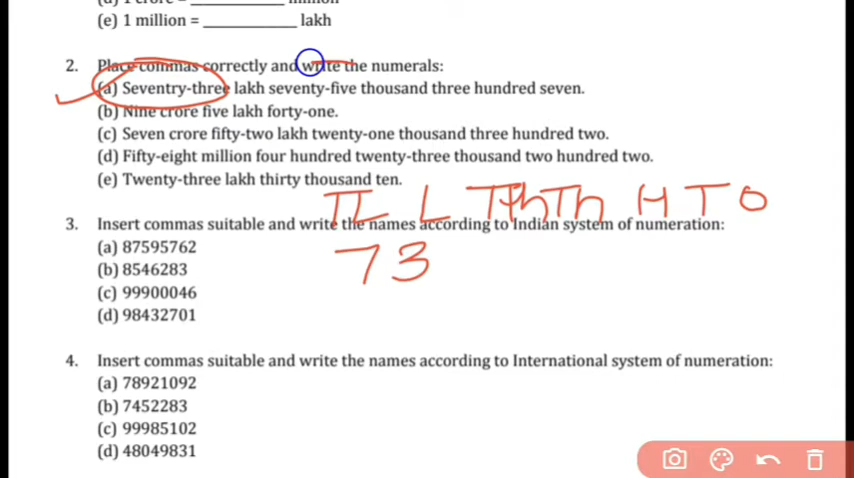 (e) 1 million = ____________ lakh
2. Place commas correctly and write the numerals:
(a) Seventry-three lakh seventy-five thousand three hundred seven.
(b) Nine crore five lakh forty-one.
(c) Seven crore fifty-two lakh twenty-one thousand three hundred two.
(d) Fifty-eight million four hundred twenty-three thousand two hundred two.
(e) Twenty-three lakh thirty thousand ten.
TL L TTh Th H T O
3. Insert commas suitable and write the names according to Indian system of numeration:
73
(a) 87595762
(b) 8546283
(c) 99900046
(d) 98432701
4. Insert commas suitable and write the names according to International system of numeration:
(a) 78921092
(b) 7452283
(c) 99985102
(d) 48049831